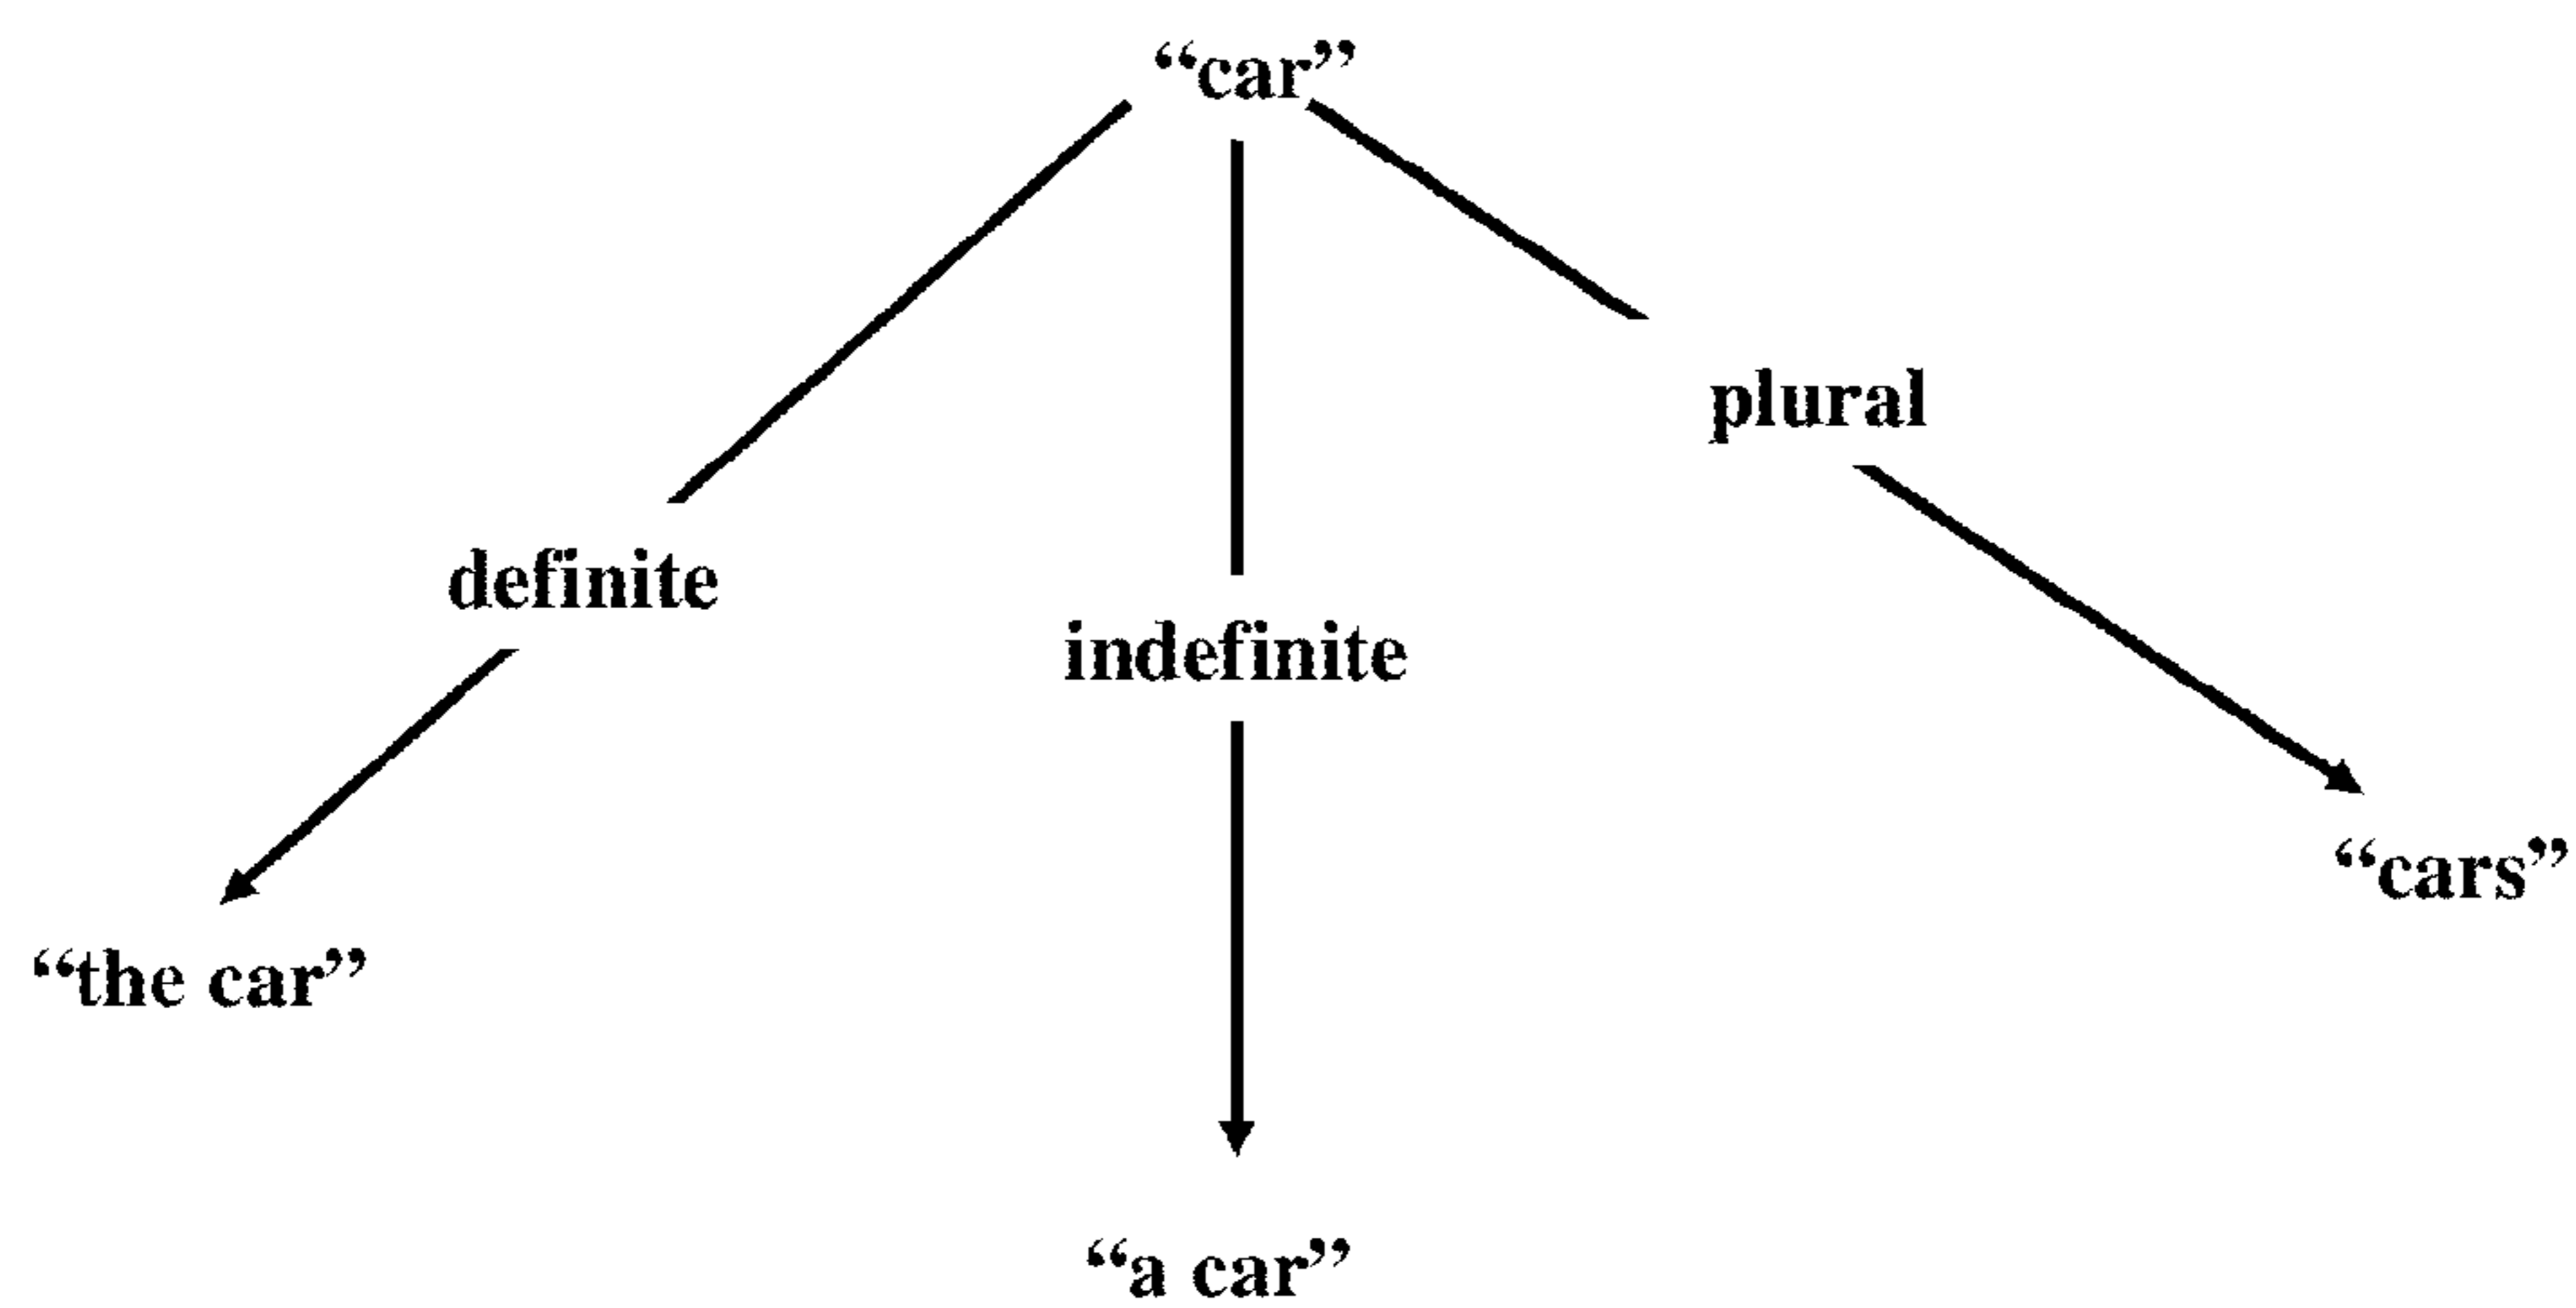 “car”
plural
definite
indefinite
“cars”
“the car”
“a car”